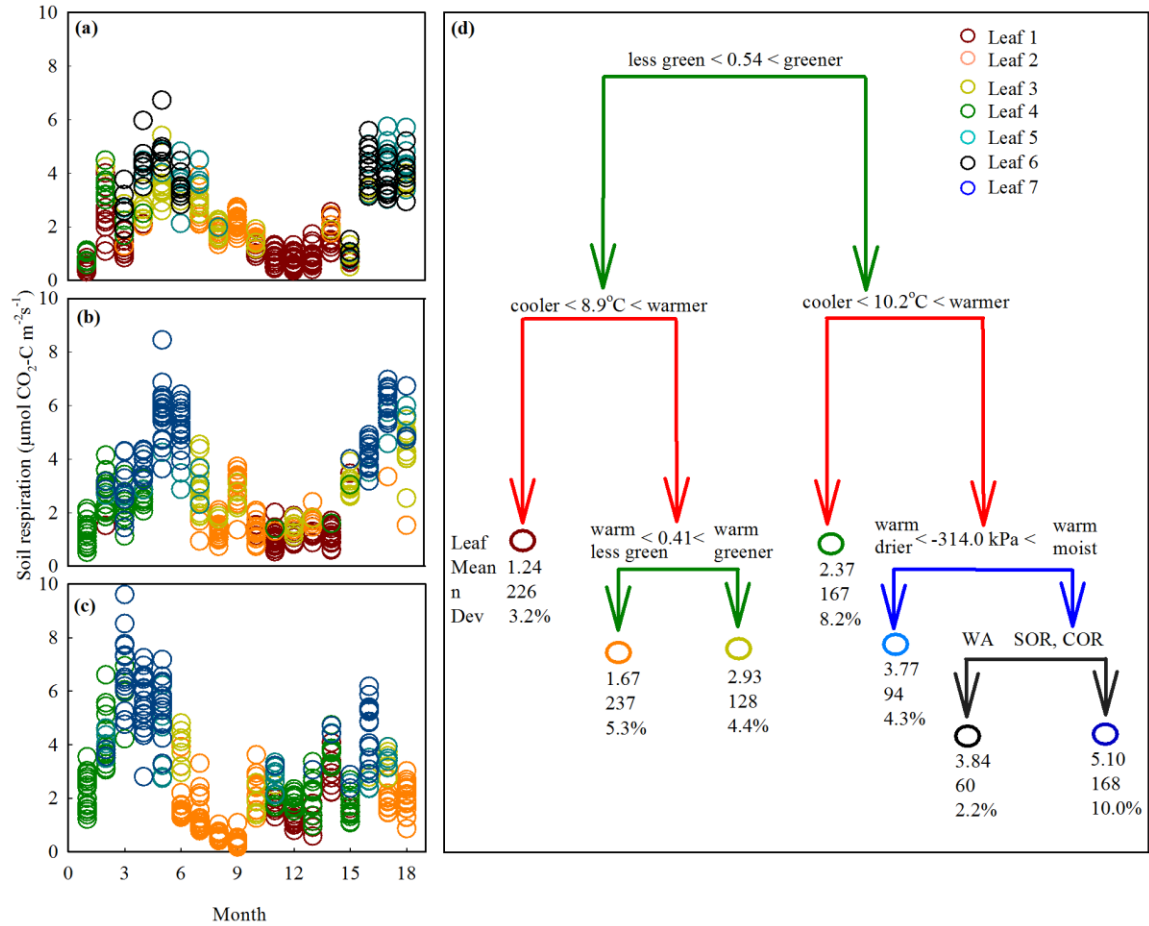 (a)
10
8
6
4
2
0
(b)
10
8
6
4
2
0
(c)
10
8
6
4
2
0
0 3 6 9 12 15 18
Month
Soil respiration (µmol CO2-C m-2s-1)
(d)
less green < 0.54 < greener
Leaf 1
Leaf 2
Leaf 3
Leaf 4
Leaf 5
Leaf 6
Leaf 7
cooler < 8.9°C < warmer
cooler < 10.2°C < warmer
warm less green < 0.41 < warm greener
warm drier < -314.0 kPa < warm moist
Leaf
Mean 1.24
n 226
Dev 3.2%
1.67
237
5.3%
2.93
128
4.4%
2.37
167
8.2%
3.77
94
4.3%
WA SOR, COR
3.84
60
2.2%
5.10
168
10.0%